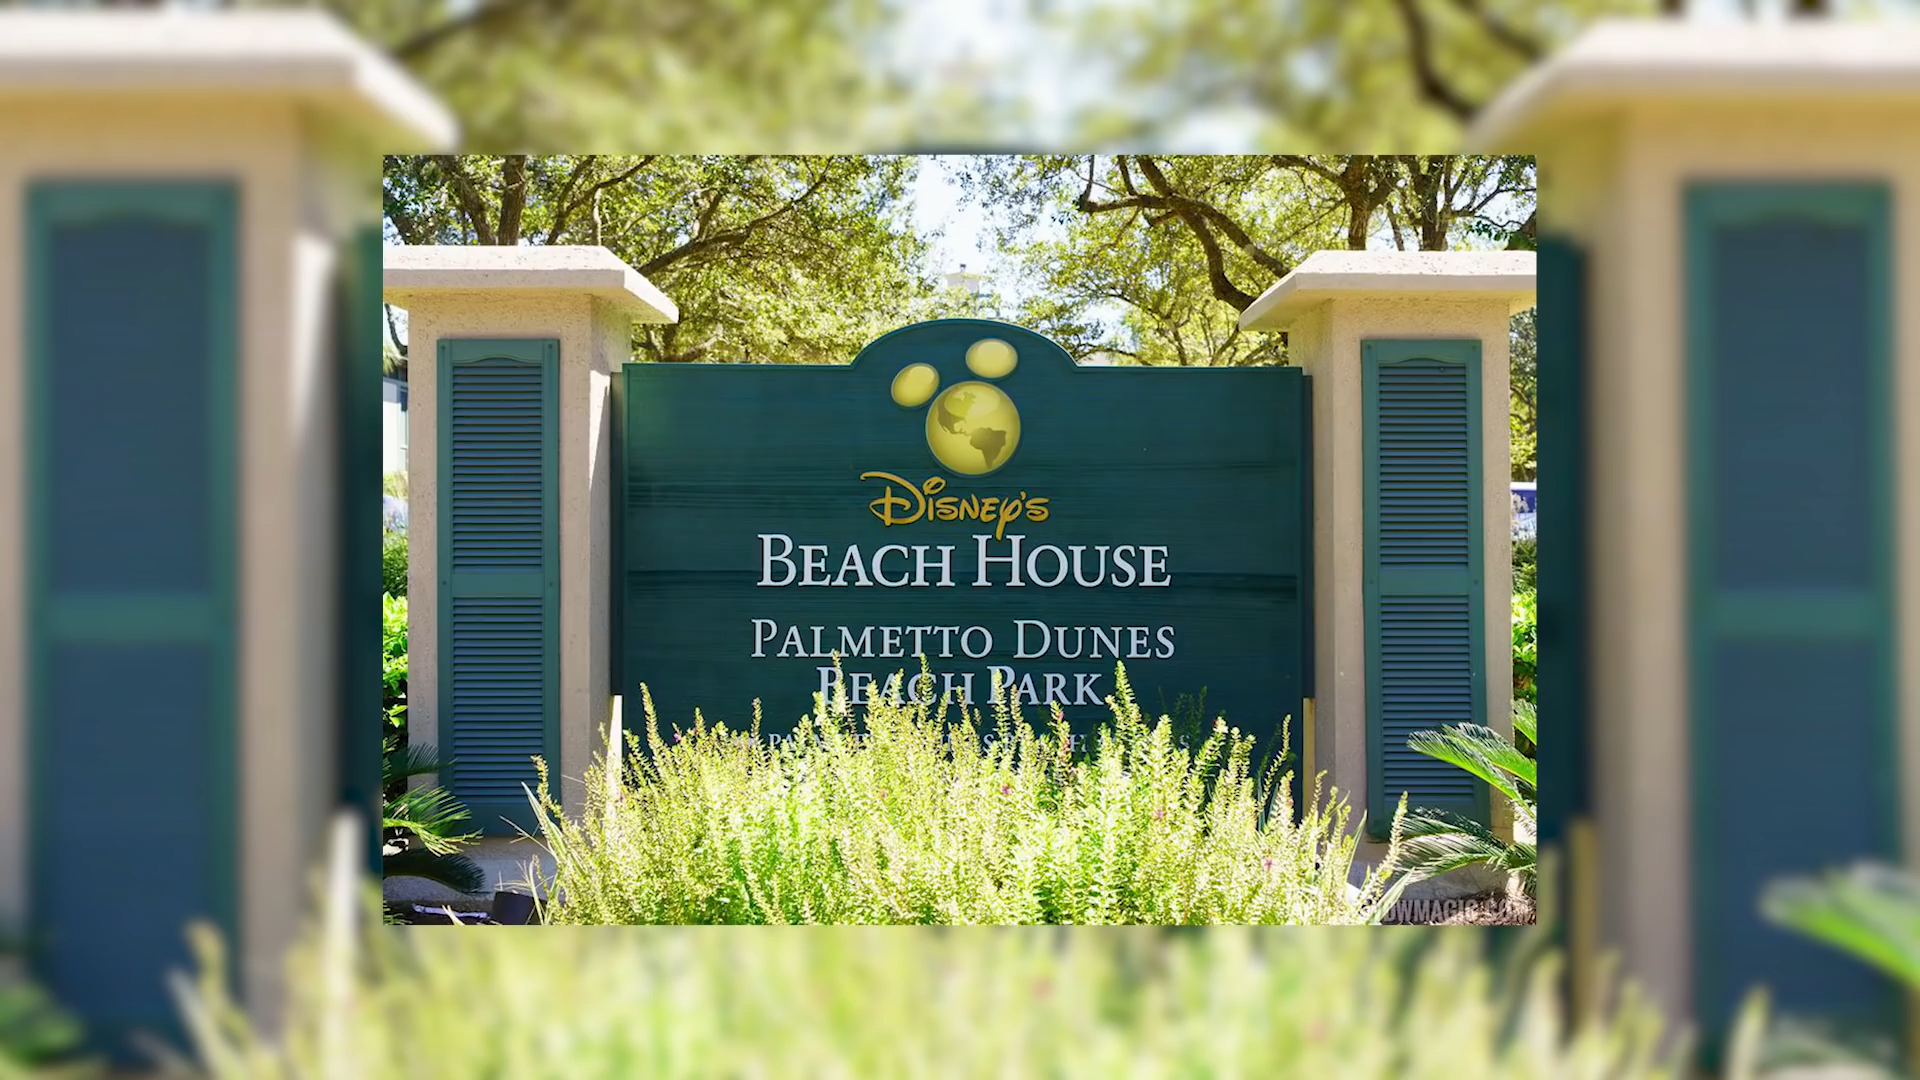 Disney's
Beach House
Palmetto Dunes
Beach Park